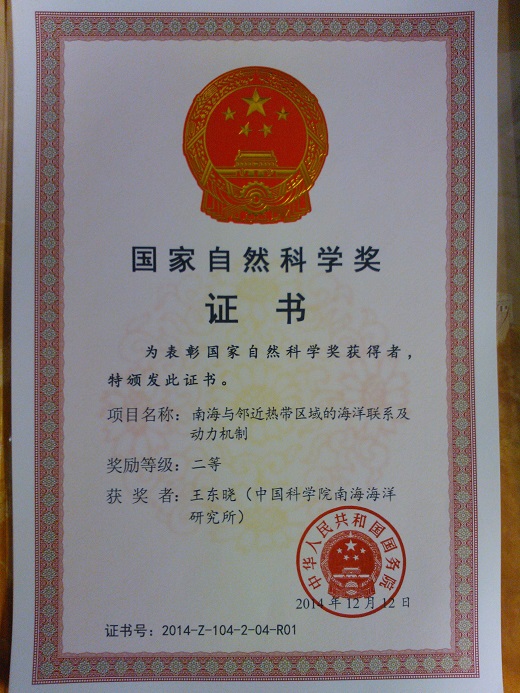 国家自然科学奖
证书
为表彰国家自然科学奖获得者，
特颁发此证书。
项目名称：南海与邻近热带区域的海洋联系及
动力机制
奖励等级：二等
获奖者：王东晓（中国科学院南海海洋
研究所）
中华人民共和国国务院
2014年12月12日
证书号：2014-Z-104-2-04-R01